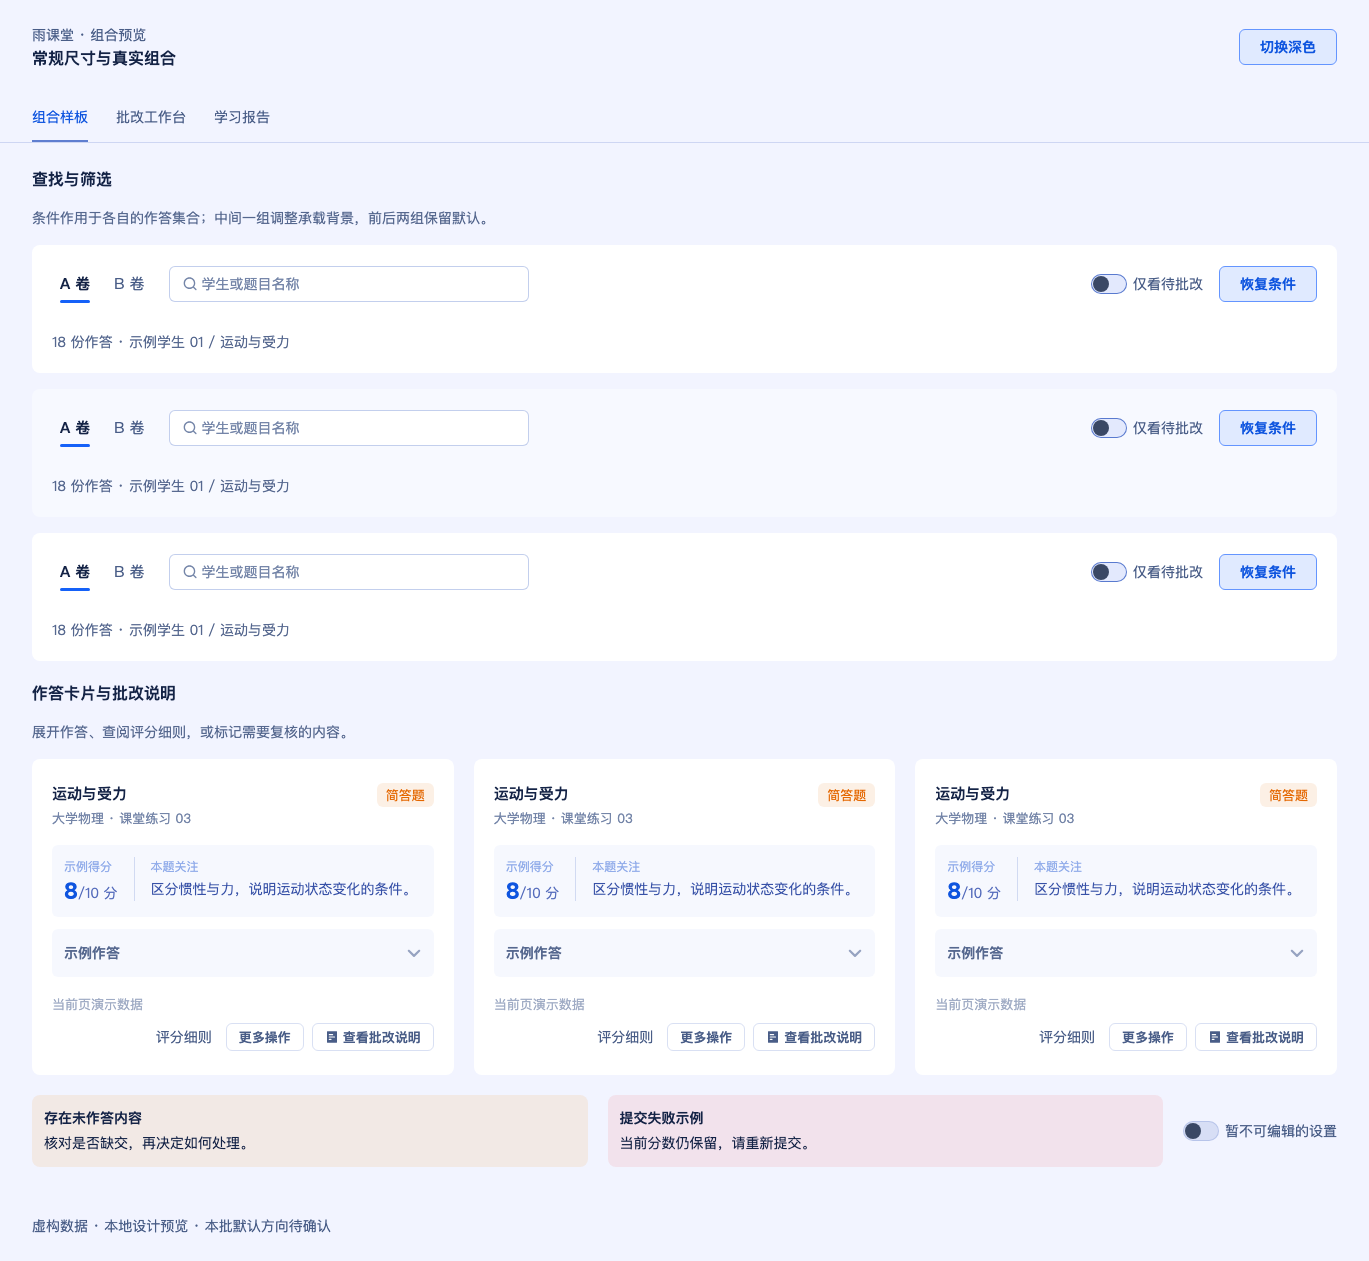 雨课堂 · 组合预览
常规尺寸与真实组合
切换深色
组合样板 批改工作台 学习报告
查找与筛选
条件作用于各自的作答集合；中间一组调整承载背景，前后两组保留默认。
A 卷 B 卷 学生或题目名称 仅看待批改 恢复条件
18 份作答 · 示例学生 01 / 运动与受力
A 卷 B 卷 学生或题目名称 仅看待批改 恢复条件
18 份作答 · 示例学生 01 / 运动与受力
A 卷 B 卷 学生或题目名称 仅看待批改 恢复条件
18 份作答 · 示例学生 01 / 运动与受力
作答卡片与批改说明
展开作答、查阅评分细则，或标记需要复核的内容。
运动与受力 简答题
大学物理 · 课堂练习 03
示例得分 本题关注
8/10 分 区分惯性与力，说明运动状态变化的条件。
示例作答
当前页演示数据
评分细则 更多操作 查看批改说明
运动与受力 简答题
大学物理 · 课堂练习 03
示例得分 本题关注
8/10 分 区分惯性与力，说明运动状态变化的条件。
示例作答
当前页演示数据
评分细则 更多操作 查看批改说明
运动与受力 简答题
大学物理 · 课堂练习 03
示例得分 本题关注
8/10 分 区分惯性与力，说明运动状态变化的条件。
示例作答
当前页演示数据
评分细则 更多操作 查看批改说明
存在未作答内容
核对是否缺交，再决定如何处理。
提交失败示例
当前分数仍保留，请重新提交。
暂不可编辑的设置
虚构数据 · 本地设计预览 · 本批默认方向待确认